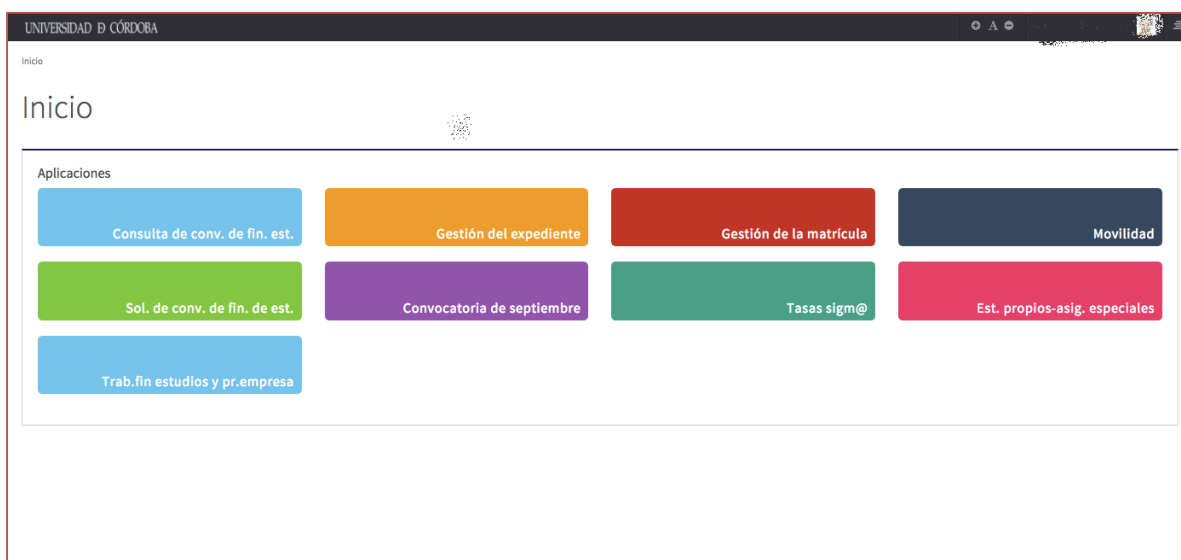 UNIVERSIDAD Ð CÓRDOBA
A
Inicio
Inicio
Aplicaciones
Consulta de conv. de fin. est.
Gestión del expediente
Gestión de la matrícula
Movilidad
Sol. de conv. de fin. de est.
Convocatoria de septiembre
Tasas sigm@
Est. propios-asig. especiales
Trab.fin estudios y pr.empresa